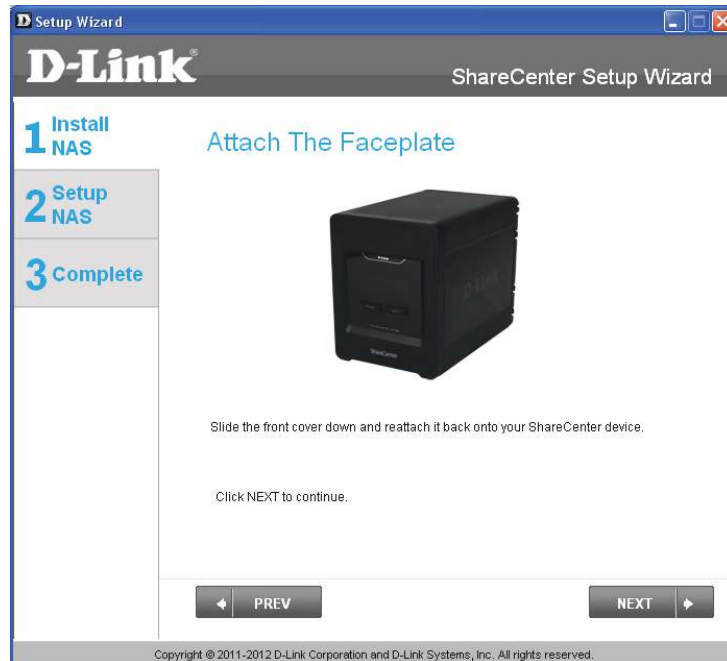 Setup Wizard
D-Link®
ShareCenter Setup Wizard
1 Install NAS
2 Setup NAS
3 Complete
Attach The Faceplate
D-Link
ShareCenter
Slide the front cover down and reattach it back onto your ShareCenter device.
Click NEXT to continue.
PREV
NEXT
Copyright © 2011-2012 D-Link Corporation and D-Link Systems, Inc. All rights reserved.